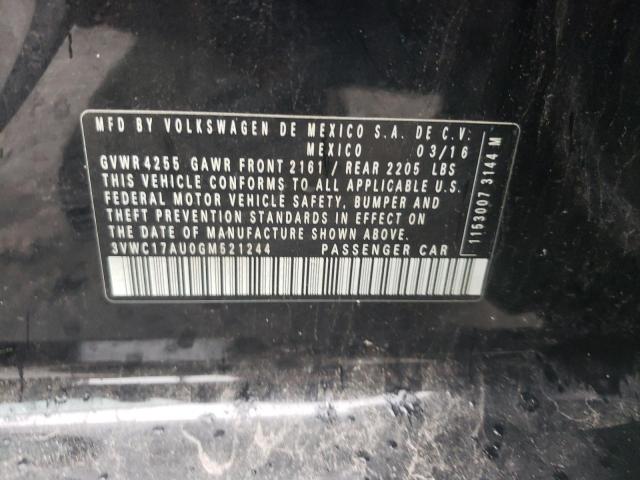 MFD BY VOLKSWAGEN DE MEXICO S.A. DE C.V.
MEXICO 03/16
GVWR 4255 GAWR FRONT 2161 / REAR 2205 LBS
THIS VEHICLE CONFORMS TO ALL APPLICABLE U.S.
FEDERAL MOTOR VEHICLE SAFETY, BUMPER AND
THEFT PREVENTION STANDARDS IN EFFECT ON
THE DATE OF MANUFACTURE SHOWN ABOVE.
3VWC17AU0GM521244 PASSENGER CAR
1153007 3144 M